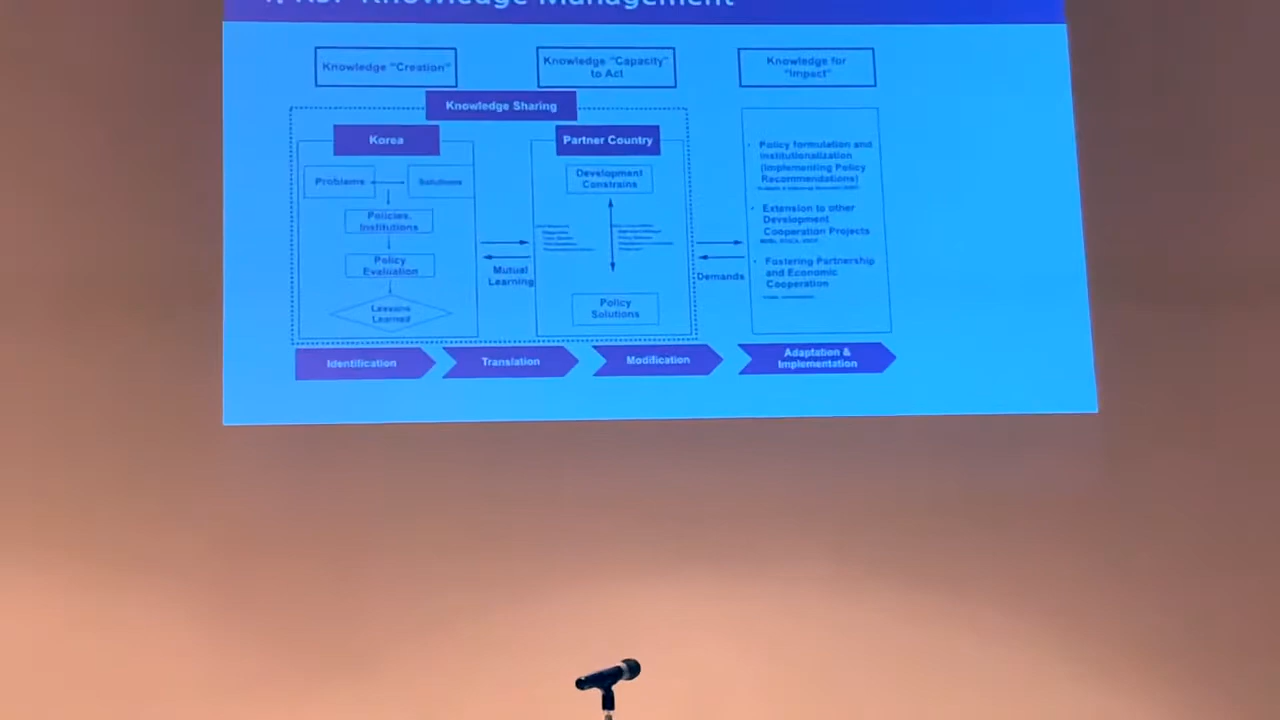 Knowledge Management
Knowledge "Creation"
Knowledge "Capacity"
to Act
Knowledge for
"Impact"
Knowledge Sharing
Korea
Partner Country
Problems
Solutions
Policies,
Institutions
Policy
Evaluation
Lessons
Learned
Mutual
Learning
Development
Constrains
Policy
Solutions
Demands
• Policy formulation and
Institutionalization
(Implementing Policy
Recommendations)
• Extension to other
Development
Cooperation Projects
• Fostering Partnership
and Economic
Cooperation
Identification
Translation
Modification
Adaptation &
Implementation